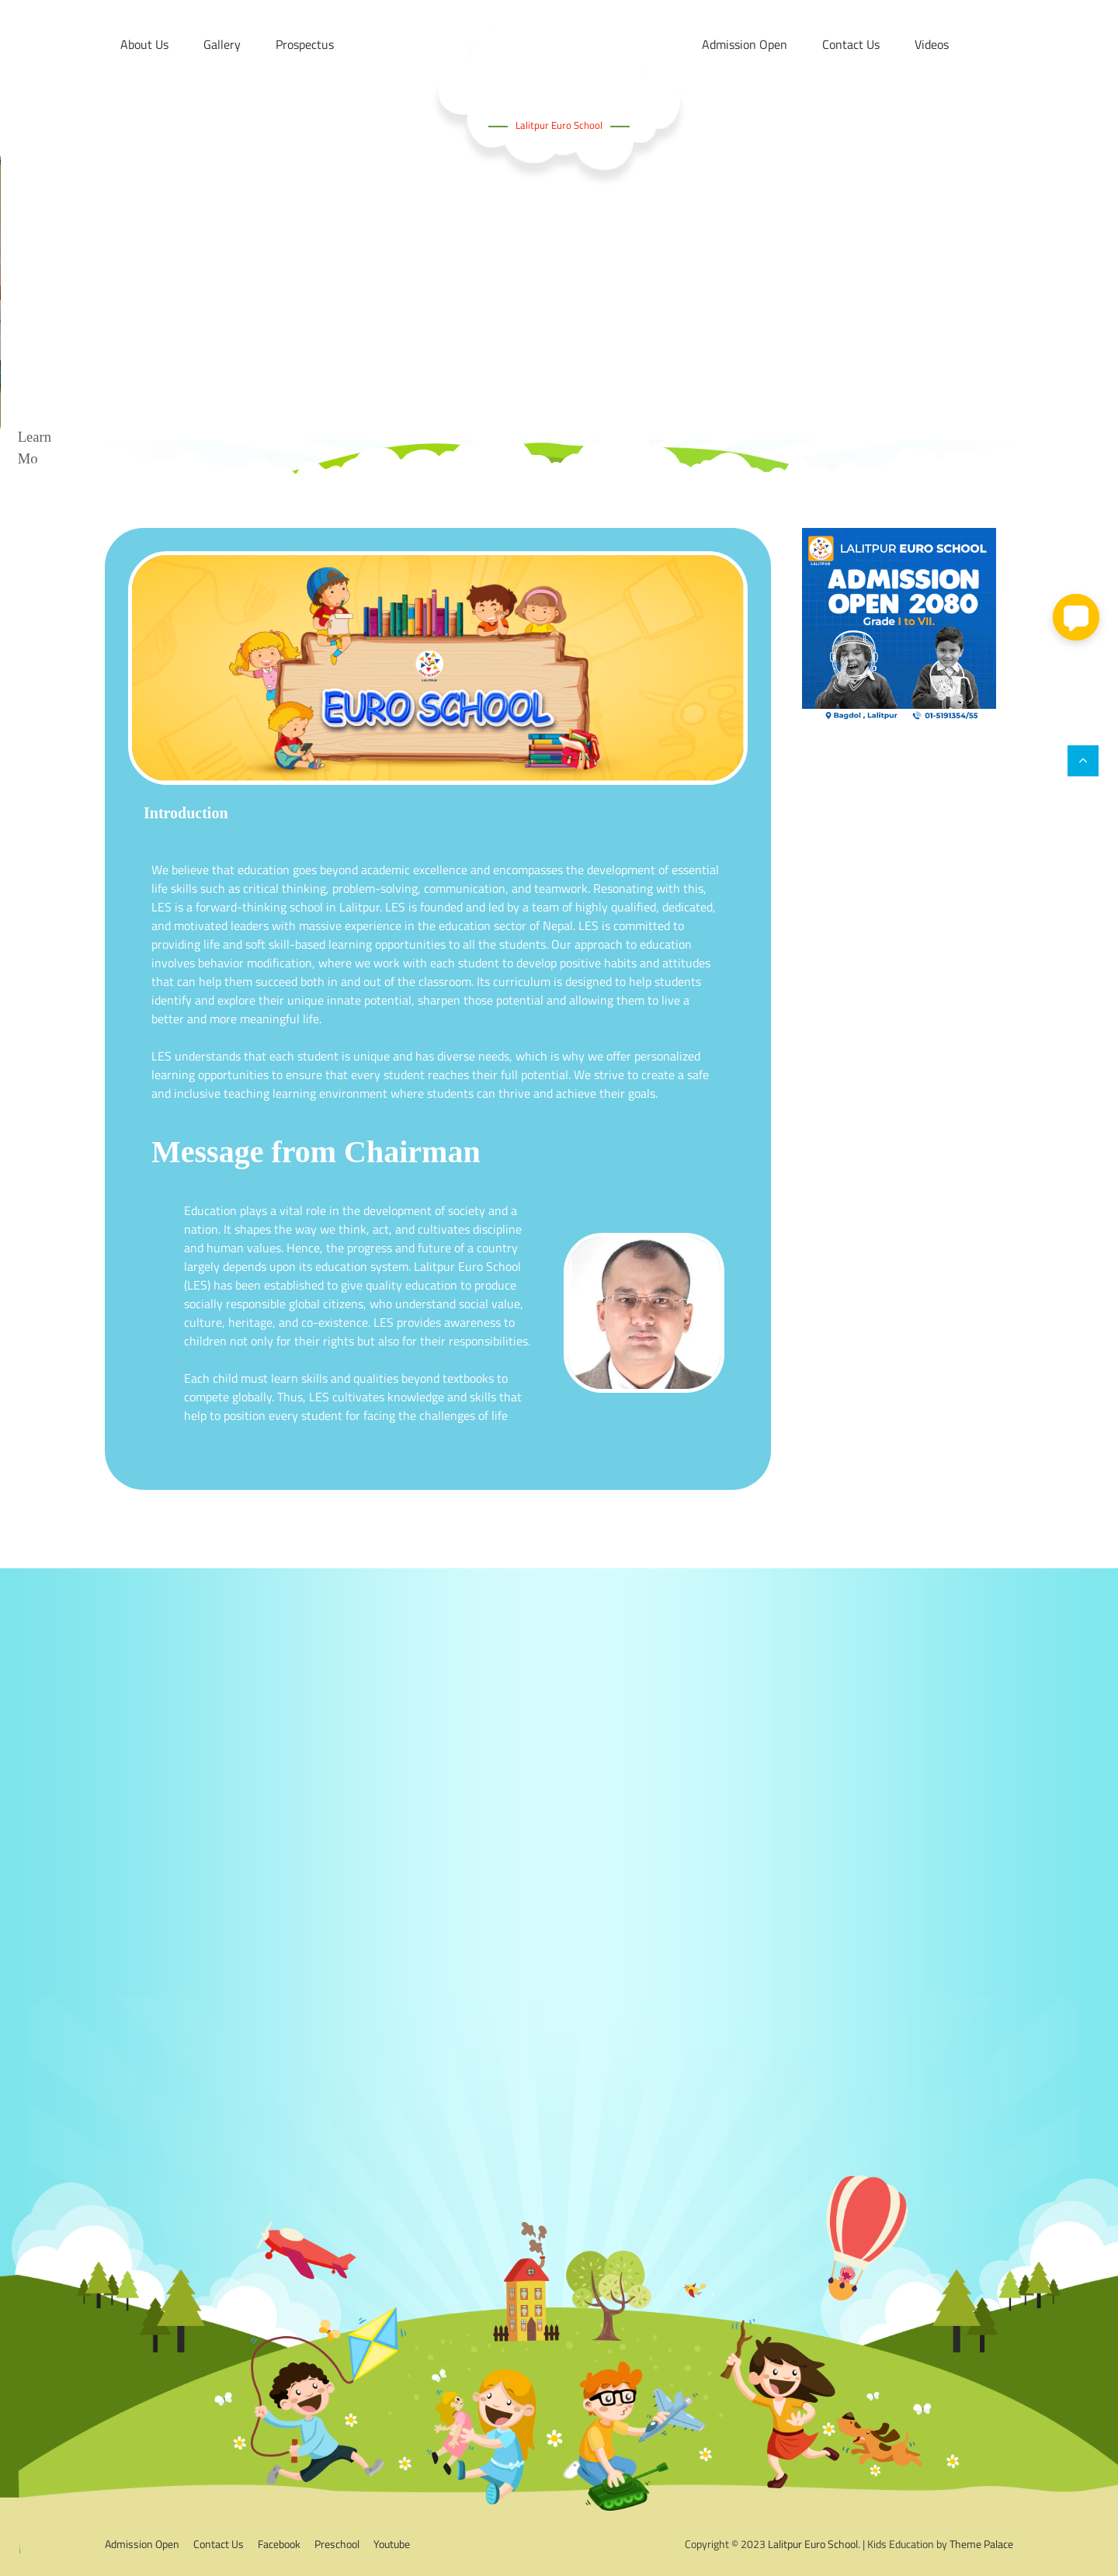 About Us Gallery Prospectus Admission Open Contact Us Videos
Lalitpur Euro School
Learn
Mo
LALITPUR EURO SCHOOL
LALITPUR
ADMISSION
OPEN 2080
Grade I to VII.
Bagdol , Lalitpur 01-5191354/55
LALITPUR
EURO SCHOOL
Introduction
We believe that education goes beyond academic excellence and encompasses the development of essential
life skills such as critical thinking, problem-solving, communication, and teamwork. Resonating with this,
LES is a forward-thinking school in Lalitpur. LES is founded and led by a team of highly qualified, dedicated,
and motivated leaders with massive experience in the education sector of Nepal. LES is committed to
providing life and soft skill-based learning opportunities to all the students. Our approach to education
involves behavior modification, where we work with each student to develop positive habits and attitudes
that can help them succeed both in and out of the classroom. Its curriculum is designed to help students
identify and explore their unique innate potential, sharpen those potential and allowing them to live a
better and more meaningful life.
LES understands that each student is unique and has diverse needs, which is why we offer personalized
learning opportunities to ensure that every student reaches their full potential. We strive to create a safe
and inclusive teaching learning environment where students can thrive and achieve their goals.
Message from Chairman
Education plays a vital role in the development of society and a
nation. It shapes the way we think, act, and cultivates discipline
and human values. Hence, the progress and future of a country
largely depends upon its education system. Lalitpur Euro School
(LES) has been established to give quality education to produce
socially responsible global citizens, who understand social value,
culture, heritage, and co-existence. LES provides awareness to
children not only for their rights but also for their responsibilities.
Each child must learn skills and qualities beyond textbooks to
compete globally. Thus, LES cultivates knowledge and skills that
help to position every student for facing the challenges of life
Admission Open Contact Us Facebook Preschool Youtube
Copyright © 2023 Lalitpur Euro School. | Kids Education by Theme Palace